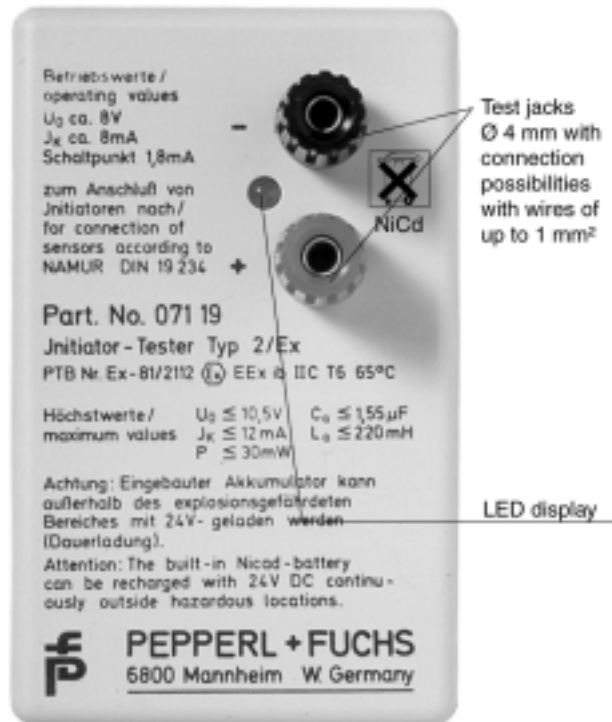 Betriebswerte/
operating values
U₀ ca. 8V
Jₖ ca. 8mA
Schaltpunkt 1,8mA
-
zum Anschluß von
Jnitiatoren nach/
for connection of
sensors according to
NAMUR DIN 19 234
+
NiCd
Test jacks
Ø 4 mm with
connection
possibilities
with wires of
up to 1 mm²
Part. No. 071 19
Jnitiator-Tester Typ 2/Ex
PTB Nr. Ex-81/2112 Ex EEx ib IIC T6 65°C
Höchstwerte/ U₀ ≤ 10,5V Cₐ ≤ 1,55µF
maximum values Jₖ ≤ 12mA Lₐ ≤ 220mH
P ≤ 30mW
Achtung: Eingebauter Akkumulator kann
außerhalb des explosionsgefährdeten
Bereiches mit 24V- geladen werden
(Dauerladung).
LED display
Attention: The built-in Nicad-battery
can be recharged with 24V DC continu-
ously outside hazardous locations.
PEPPERL+FUCHS
6800 Mannheim W. Germany